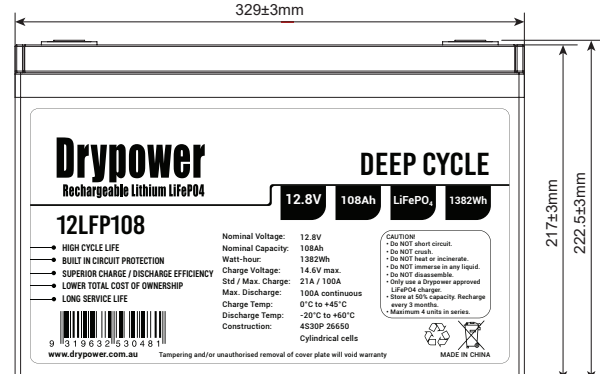 329±3mm
Drypower
Rechargeable Lithium LiFePO4
DEEP CYCLE
12.8V 108Ah LiFePO₄ 1382Wh
12LFP108
HIGH CYCLE LIFE
BUILT IN CIRCUIT PROTECTION
SUPERIOR CHARGE / DISCHARGE EFFICIENCY
LOWER TOTAL COST OF OWNERSHIP
LONG SERVICE LIFE
Nominal Voltage: 12.8V
Nominal Capacity: 108Ah
Watt-hour: 1382Wh
Charge Voltage: 14.6V max.
Std / Max. Charge: 21A / 100A
Max. Discharge: 100A continuous
Charge Temp: 0°C to +45°C
Discharge Temp: -20°C to +60°C
Construction: 4S30P 26650
Cylindrical cells
CAUTION!
• Do NOT short circuit.
• Do NOT crush.
• Do NOT heat or incinerate.
• Do NOT immerse in any liquid.
• Do NOT disassemble.
• Only use a Drypower approved
LiFePO4 charger.
• Store at 50% capacity. Recharge
every 3 months.
• Maximum 4 units in series.
9 319632 530481
www.drypower.com.au
Tampering and/or unauthorised removal of cover plate will void warranty
MADE IN CHINA
217±3mm
222.5±3mm